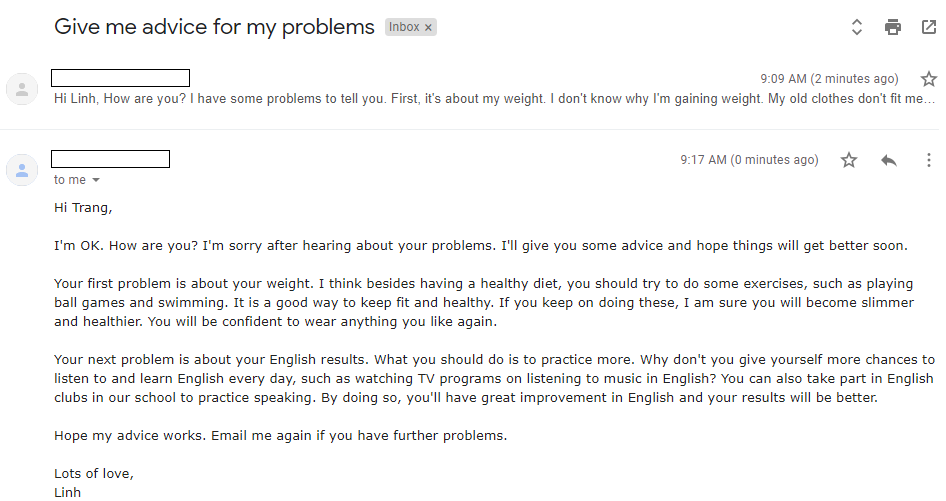 Give me advice for my problems Inbox ×
9:09 AM (2 minutes ago)
Hi Linh, How are you? I have some problems to tell you. First, it's about my weight. I don't know why I'm gaining weight. My old clothes don't fit me...
9:17 AM (0 minutes ago)
to me
Hi Trang,
I'm OK. How are you? I'm sorry after hearing about your problems. I'll give you some advice and hope things will get better soon.
Your first problem is about your weight. I think besides having a healthy diet, you should try to do some exercises, such as playing
ball games and swimming. It is a good way to keep fit and healthy. If you keep on doing these, I am sure you will become slimmer
and healthier. You will be confident to wear anything you like again.
Your next problem is about your English results. What you should do is to practice more. Why don't you give yourself more chances to
listen to and learn English every day, such as watching TV programs on listening to music in English? You can also take part in English
clubs in our school to practice speaking. By doing so, you'll have great improvement in English and your results will be better.
Hope my advice works. Email me again if you have further problems.
Lots of love,
Linh